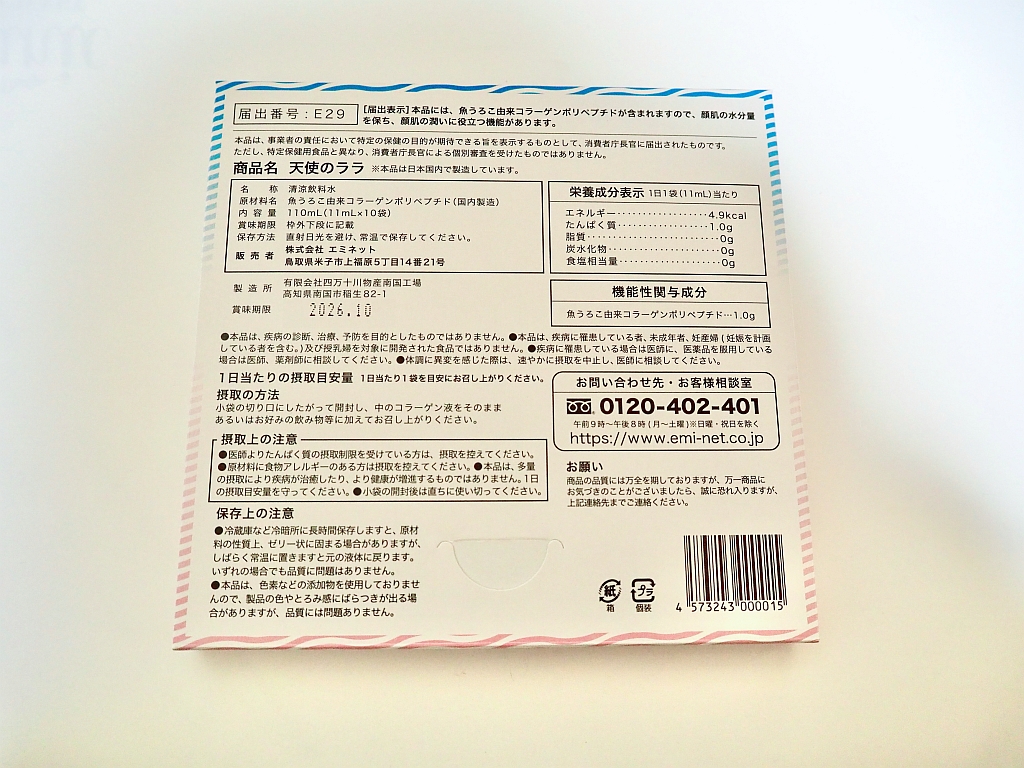 届出番号:E29
[届出表示]本品には、魚うろこ由来コラーゲンポリペプチドが含まれますので、顔肌の水分量
を保ち、顔肌の潤いに役立つ機能があります。
本品は、事業者の責任において特定の保健の目的が期待できる旨を表示するものとして、消費者庁長官に届出されたものです。
ただし、特定保健用食品と異なり、消費者庁長官による個別審査を受けたものではありません。
商品名 天使のララ ※本品は日本国内で製造しています。
名 称 清涼飲料水
原材料名 魚うろこ由来コラーゲンポリペプチド(国内製造)
内容量 110mL(11mL×10袋)
賞味期限 枠外下段に記載
保存方法 直射日光を避け、常温で保存してください。
販売者 株式会社 エミネット
鳥取県米子市上福原5丁目14番21号
製造所 有限会社四万十川物産南国工場
高知県南国市稲生82-1
賞味期限 2026.10
栄養成分表示 1日1袋(11mL)当たり
エネルギー・・・・・・・・・・・・・・・・・4.9kcal
たんぱく質・・・・・・・・・・・・・・・・・1.0g
脂質・・・・・・・・・・・・・・・・・・・・・0g
炭水化物・・・・・・・・・・・・・・・・・・0g
食塩相当量・・・・・・・・・・・・・・・・・0g
機能性関与成分
魚うろこ由来コラーゲンポリペプチド…1.0g
●本品は、疾病の診断、治療、予防を目的としたものではありません。●本品は、疾病に罹患している者、未成年者、妊産婦(妊娠を計画
している者を含む。)及び授乳婦を対象に開発された食品ではありません。●疾病に罹患している場合は医師に、医薬品を服用している
場合は医師、薬剤師に相談してください。●体調に異変を感じた際は、速やかに摂取を中止し、医師に相談してください。
1日当たりの摂取目安量 1日当たり1袋を目安にお召し上がりください。
摂取の方法
小袋の切り口にしたがって開封し、中のコラーゲン液をそのまま
あるいはお好みの飲み物等に加えてお召し上がりください。
摂取上の注意
●医師よりたんぱく質の摂取制限を受けている方は、摂取を控えてください。
●原材料に食物アレルギーのある方は摂取を控えてください。●本品は、多量
の摂取により疾病が治癒したり、より健康が増進するものではありません。1日
の摂取目安量を守ってください。●小袋の開封後は直ちに使い切ってください。
お問い合わせ先・お客様相談室
0120-402-401
午前9時〜午後8時(月〜土曜)※日曜・祝日を除く
https://www.emi-net.co.jp
お願い
商品の品質には万全を期しておりますが、万一商品に
お気づきのことがございましたら、誠に恐れ入りますが、
上記連絡先までご連絡ください。
保存上の注意
●冷蔵庫など冷暗所に長時間保存しますと、原材
料の性質上、ゼリー状に固まる場合がありますが、
しばらく常温に置きますと元の液体に戻ります。
いずれの場合でも品質に問題はありません。
●本品は、色素などの添加物を使用しておりませ
んので、製品の色やとろみ感にばらつきが出る場
合がありますが、品質には問題ありません。
紙
箱
プラ
個装
4 573243 000015